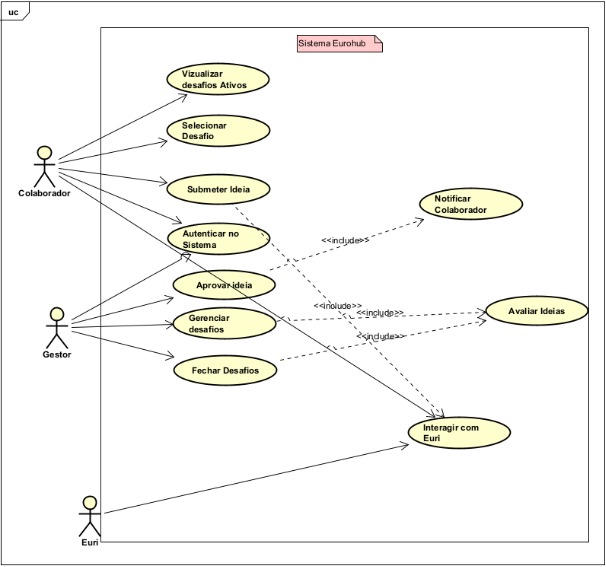 uc
Sistema Eurohub
Vizualizar
desafios Ativos
Selecionar
Desafio
Colaborador
Submeter Ideia
Notificar
Colaborador
Autenticar no
Sistema
<<include>>
Aprovar ideia
<<include>>
<<include>>
Gerenciar
desafios
Avaliar Ideias
<<include>>
Gestor
Fechar Desafios
Interagir com
Euri
Euri